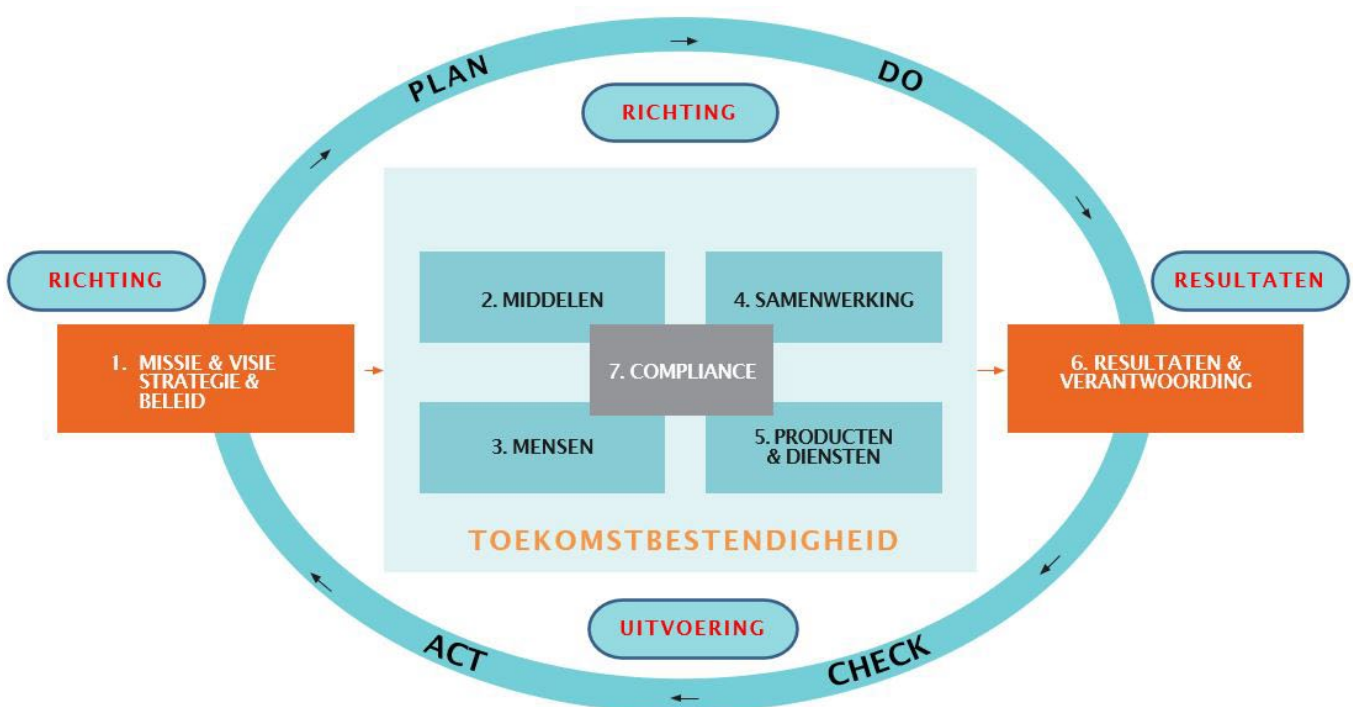 PLAN
DO
RICHTING
RICHTING
RESULTATEN
2. MIDDELEN
4. SAMENWERKING
1. MISSIE & VISIE
STRATEGIE &
BELEID
7. COMPLIANCE
6. RESULTATEN &
VERANTWOORDING
3. MENSEN
5. PRODUCTEN
& DIENSTEN
TOEKOMSTBESTENDIGHEID
UITVOERING
ACT
CHECK